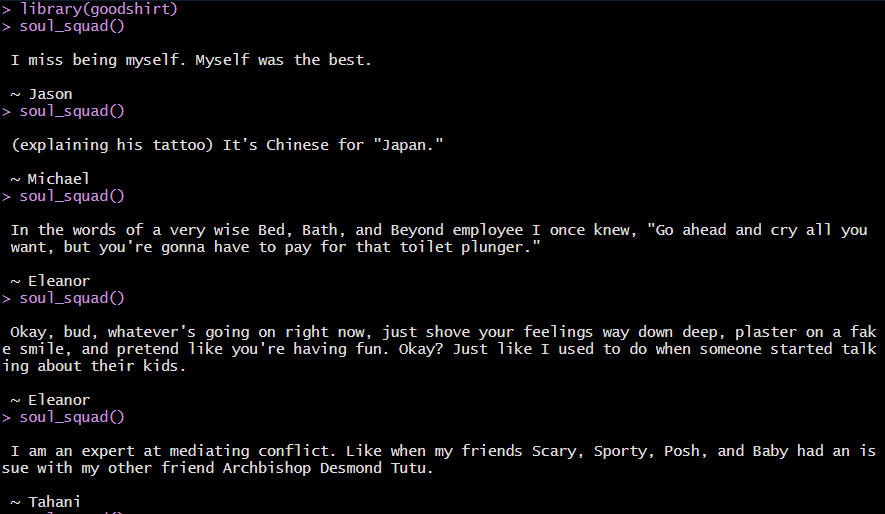 > library(goodshirt)
> soul_squad()
I miss being myself. Myself was the best.
~ Jason
> soul_squad()
(explaining his tattoo) It’s Chinese for "Japan."
~ Michael
> soul_squad()
In the words of a very wise Bed, Bath, and Beyond employee I once knew, "Go ahead and cry all you
want, but you're gonna have to pay for that toilet plunger."
~ Eleanor
> soul_squad()
Okay, bud, whatever's going on right now, just shove your feelings way down deep, plaster on a fak
e smile, and pretend like you're having fun. Okay? Just like I used to do when someone started talk
ing about their kids.
~ Eleanor
> soul_squad()
I am an expert at mediating conflict. Like when my friends Scary, Sporty, Posh, and Baby had an is
sue with my other friend Archbishop Desmond Tutu.
~ Tahani